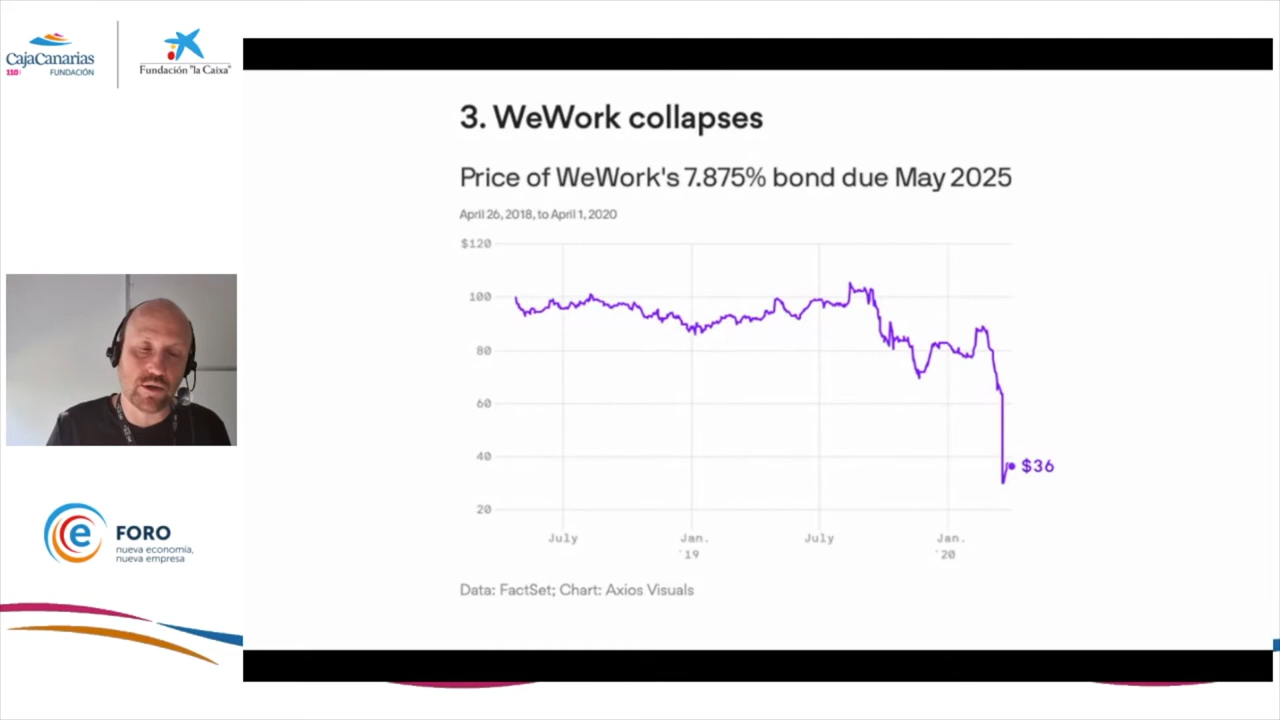 CajaCanarias
110
FUNDACIÓN
Fundación "la Caixa"
3. WeWork collapses
Price of WeWork's 7.875% bond due May 2025
April 26, 2018, to April 1, 2020
$120
100
80
60
40
20
$36
July
Jan.
'19
July
Jan.
'20
Data: FactSet; Chart: Axios Visuals
e FORO
nueva economía,
nueva empresa